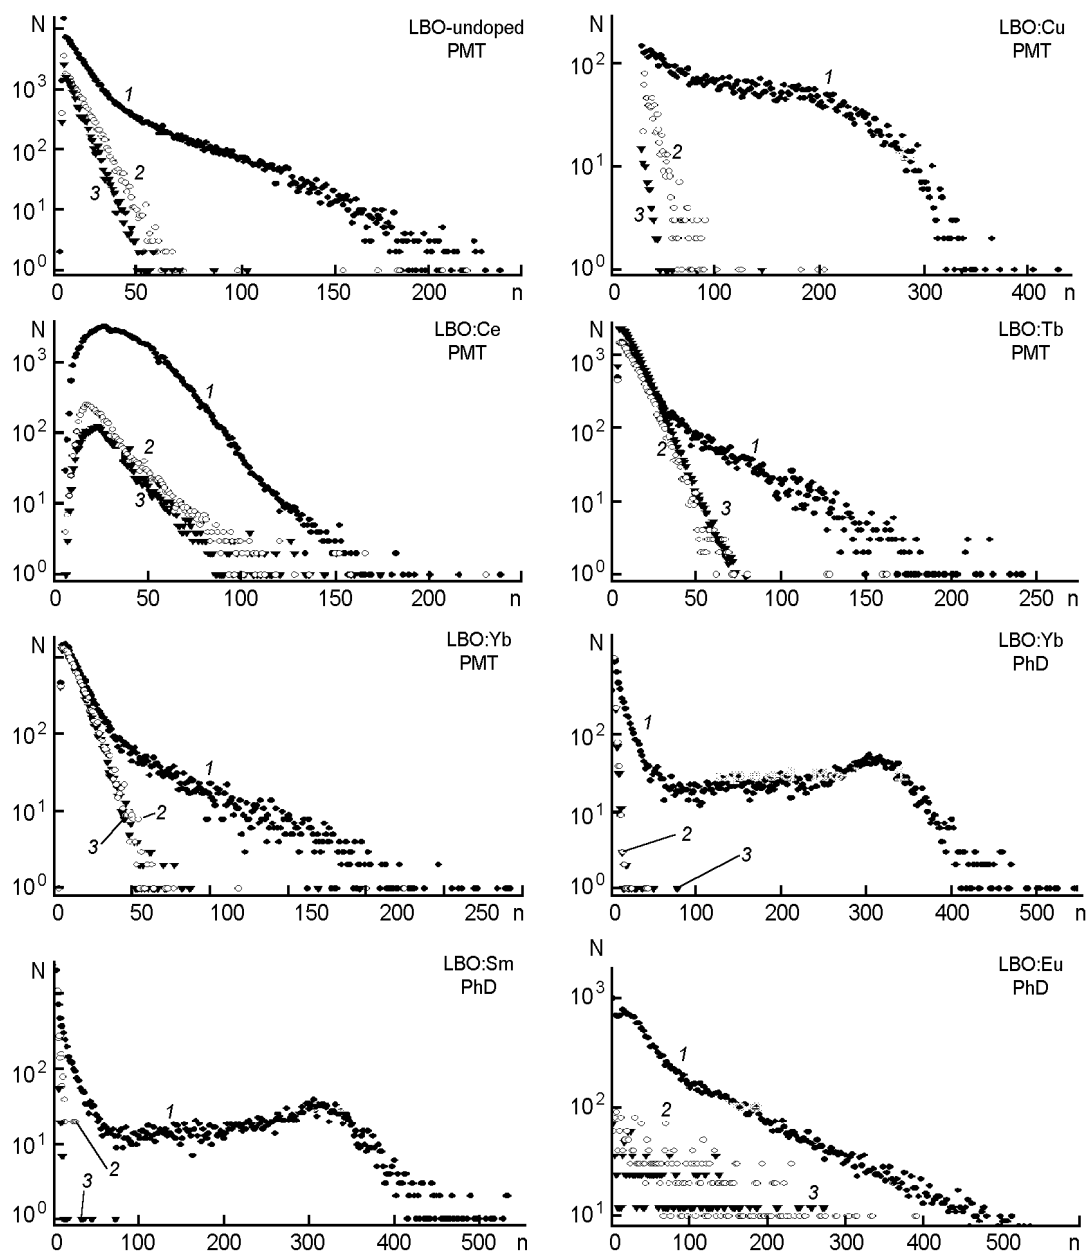 N
LBO-undoped
PMT
10³
10²
10¹
10⁰
1
2
3
0 50 100 150 200 n
N
LBO:Cu
PMT
10²
10¹
10⁰
1
2
3
0 100 200 300 400 n
N
LBO:Ce
PMT
10³
10²
10¹
10⁰
1
2
3
0 50 100 150 200 n
N
LBO:Tb
PMT
10³
10²
10¹
10⁰
1
2
3
0 50 100 150 200 250 n
N
LBO:Yb
PMT
10²
10¹
10⁰
1
2
3
0 50 100 150 200 250 n
N
LBO:Yb
PhD
10²
10¹
10⁰
1
2
3
0 100 200 300 400 500 n
N
LBO:Sm
PhD
10²
10¹
10⁰
1
2
3
0 100 200 300 400 500 n
N
LBO:Eu
PhD
10³
10²
10¹
1
2
3
0 100 200 300 400 500 n